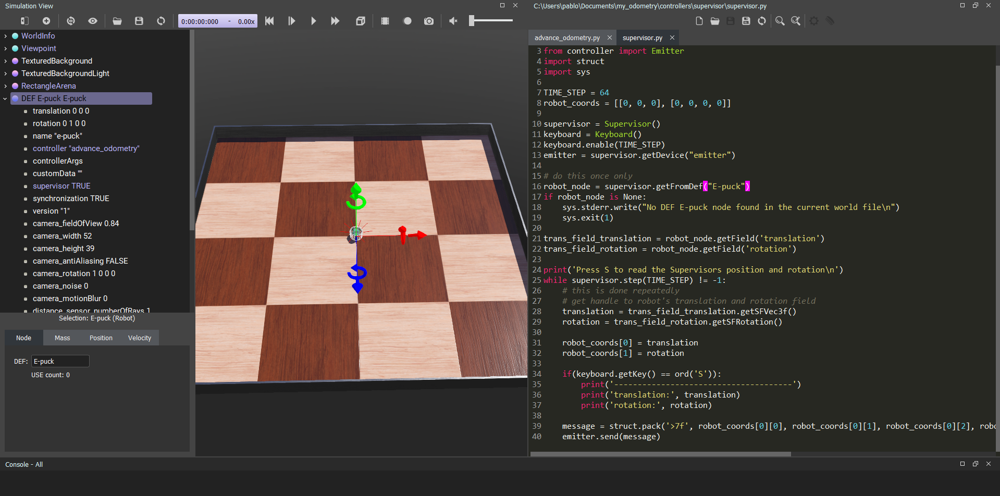 Simulation View
C:\Users\pablo\Documents\my_odometry\controllers\supervisor\supervisor.py
0:00:00:000 - 0.00x
WorldInfo
Viewpoint
TexturedBackground
TexturedBackgroundLight
RectangleArena
DEF E-puck E-puck
translation 0 0 0
rotation 0 1 0 0
name "e-puck"
controller "advance_odometry"
controllerArgs
customData ""
supervisor TRUE
synchronization TRUE
version "1"
camera_fieldOfView 0.84
camera_width 52
camera_height 39
camera_antiAliasing FALSE
camera_rotation 1 0 0 0
camera_noise 0
camera_motionBlur 0
distance_sensor_numberOfRays 1
Selection: E-puck (Robot)
Node Mass Position Velocity
DEF: E-puck
USE count: 0
advance_odometry.py supervisor.py
3 from controller import Emitter
4 import struct
5 import sys
6
7 TIME_STEP = 64
8 robot_coords = [[0, 0, 0], [0, 0, 0, 0]]
9
10 supervisor = Supervisor()
11 keyboard = Keyboard()
12 keyboard.enable(TIME_STEP)
13 emitter = supervisor.getDevice("emitter")
14
15 # do this once only
16 robot_node = supervisor.getFromDef("E-puck")
17 if robot_node is None:
18 sys.stderr.write("No DEF E-puck node found in the current world file\n")
19 sys.exit(1)
20
21 trans_field_translation = robot_node.getField('translation')
22 trans_field_rotation = robot_node.getField('rotation')
23
24 print('Press S to read the Supervisors position and rotation\n')
25 while supervisor.step(TIME_STEP) != -1:
26 # this is done repeatedly
27 # get handle to robot's translation and rotation field
28 translation = trans_field_translation.getSFVec3f()
29 rotation = trans_field_rotation.getSFRotation()
30
31 robot_coords[0] = translation
32 robot_coords[1] = rotation
33
34 if(keyboard.getKey() == ord('S')):
35 print('--------------------------------------')
36 print('translation:', translation)
37 print('rotation:', rotation)
38
39 message = struct.pack('>7f', robot_coords[0][0], robot_coords[0][1], robot_coords[0][2], robo
40 emitter.send(message)
Console - All